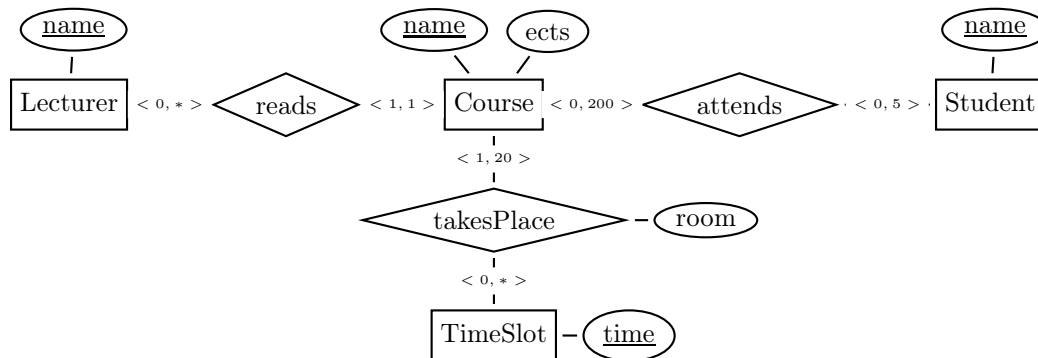 name name ects name
Lecturer < 0, * > reads < 1, 1 > Course < 0, 200 > attends < 0, 5 > Student
< 1, 20 >
takesPlace room
< 0, * >
TimeSlot time